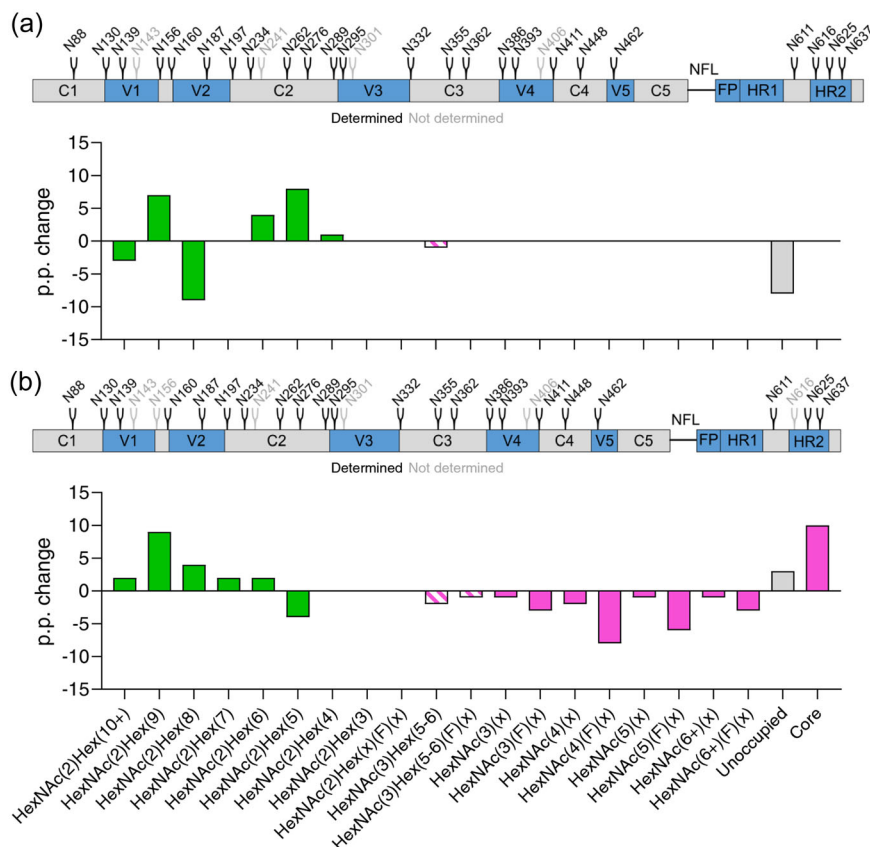 (a)
N88 N130 N139 N143 N156 N160 N187 N197 N234 N241 N262 N276 N289 N295 N301 N332 N355 N362 N386 N393 N406 N411 N448 N462 N611 N616 N625 N637
NFL
C1 V1 V2 C2 V3 C3 V4 C4 V5 C5 FP HR1 HR2
Determined Not determined
15
10
5
0
-5
-10
-15
p.p. change
(b)
N88 N130 N139 N143 N156 N160 N187 N197 N234 N241 N262 N276 N289 N295 N301 N332 N355 N362 N386 N393 N406 N411 N448 N462 N611 N616 N625 N637
NFL
C1 V1 V2 C2 V3 C3 V4 C4 V5 C5 FP HR1 HR2
Determined Not determined
15
10
5
0
-5
-10
-15
p.p. change
HexNAc(2)Hex(10+)
HexNAc(2)Hex(9)
HexNAc(2)Hex(8)
HexNAc(2)Hex(7)
HexNAc(2)Hex(6)
HexNAc(2)Hex(5)
HexNAc(2)Hex(4)
HexNAc(2)Hex(3)
HexNAc(2)Hex(x)(F)(x)
HexNAc(3)Hex(5-6)
HexNAc(3)Hex(5-6)(F)(x)
HexNAc(3)(x)
HexNAc(3)(F)(x)
HexNAc(4)(x)
HexNAc(4)(F)(x)
HexNAc(5)(x)
HexNAc(5)(F)(x)
HexNAc(6+)(x)
HexNAc(6+)(F)(x)
Unoccupied
Core